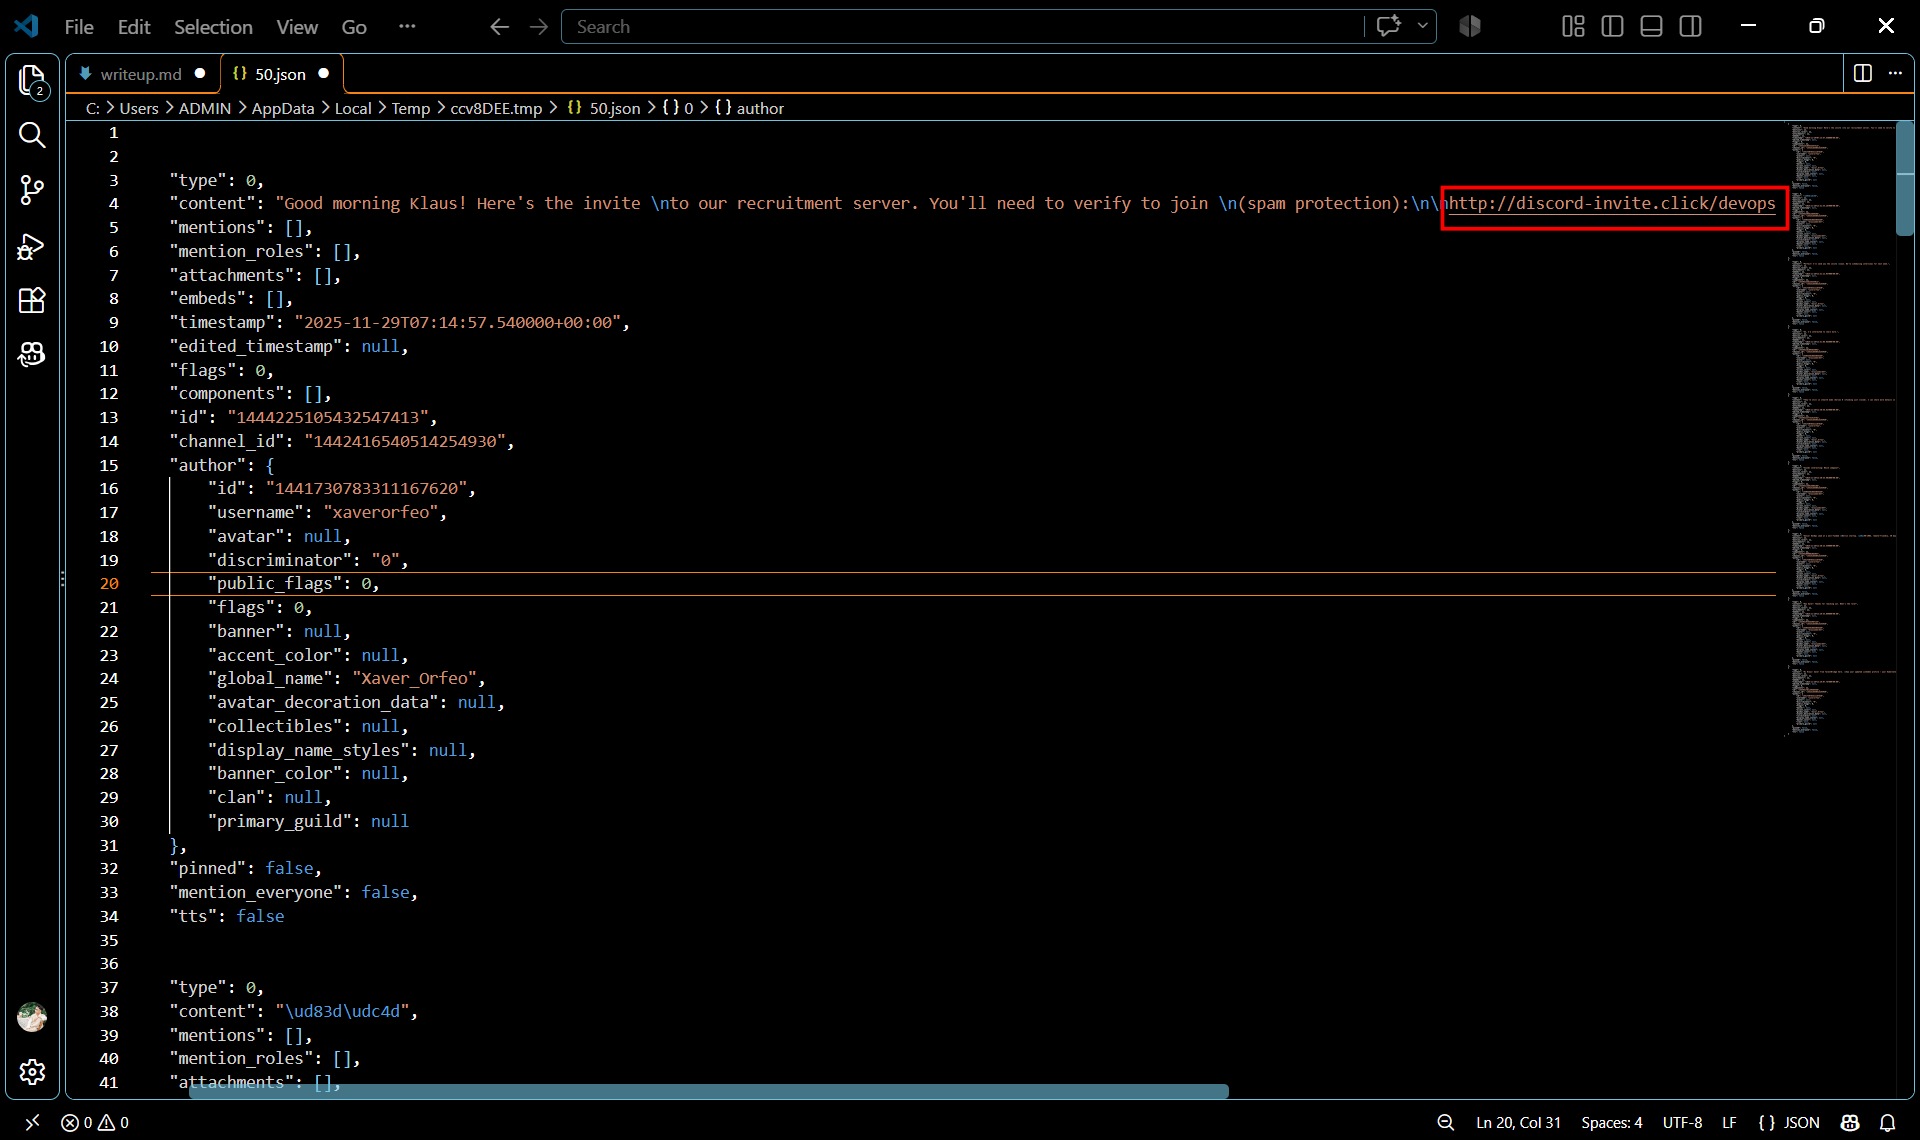 File Edit Selection View Go ··· Search
writeup.md ● {} 50.json ●
C: > Users > ADMIN > AppData > Local > Temp > ccv8DEE.tmp > {} 50.json > {} 0 > {} author
1
2
3 "type": 0,
4 "content": "Good morning Klaus! Here's the invite \nto our recruitment server. You'll need to verify to join \n(spam protection):\n\nhttp://discord-invite.click/devops
5 "mentions": [],
6 "mention_roles": [],
7 "attachments": [],
8 "embeds": [],
9 "timestamp": "2025-11-29T07:14:57.540000+00:00",
10 "edited_timestamp": null,
11 "flags": 0,
12 "components": [],
13 "id": "1444225105432547413",
14 "channel_id": "1442416540514254930",
15 "author": {
16 "id": "1441730783311167620",
17 "username": "xaverorfeo",
18 "avatar": null,
19 "discriminator": "0",
20 "public_flags": 0,
21 "flags": 0,
22 "banner": null,
23 "accent_color": null,
24 "global_name": "Xaver_Orfeo",
25 "avatar_decoration_data": null,
26 "collectibles": null,
27 "display_name_styles": null,
28 "banner_color": null,
29 "clan": null,
30 "primary_guild": null
31 },
32 "pinned": false,
33 "mention_everyone": false,
34 "tts": false
35
36
37 "type": 0,
38 "content": "\ud83d\udc4d",
39 "mentions": [],
40 "mention_roles": [],
41 "attachments": [],
2
0 0 Ln 20, Col 31 Spaces: 4 UTF-8 LF {} JSON